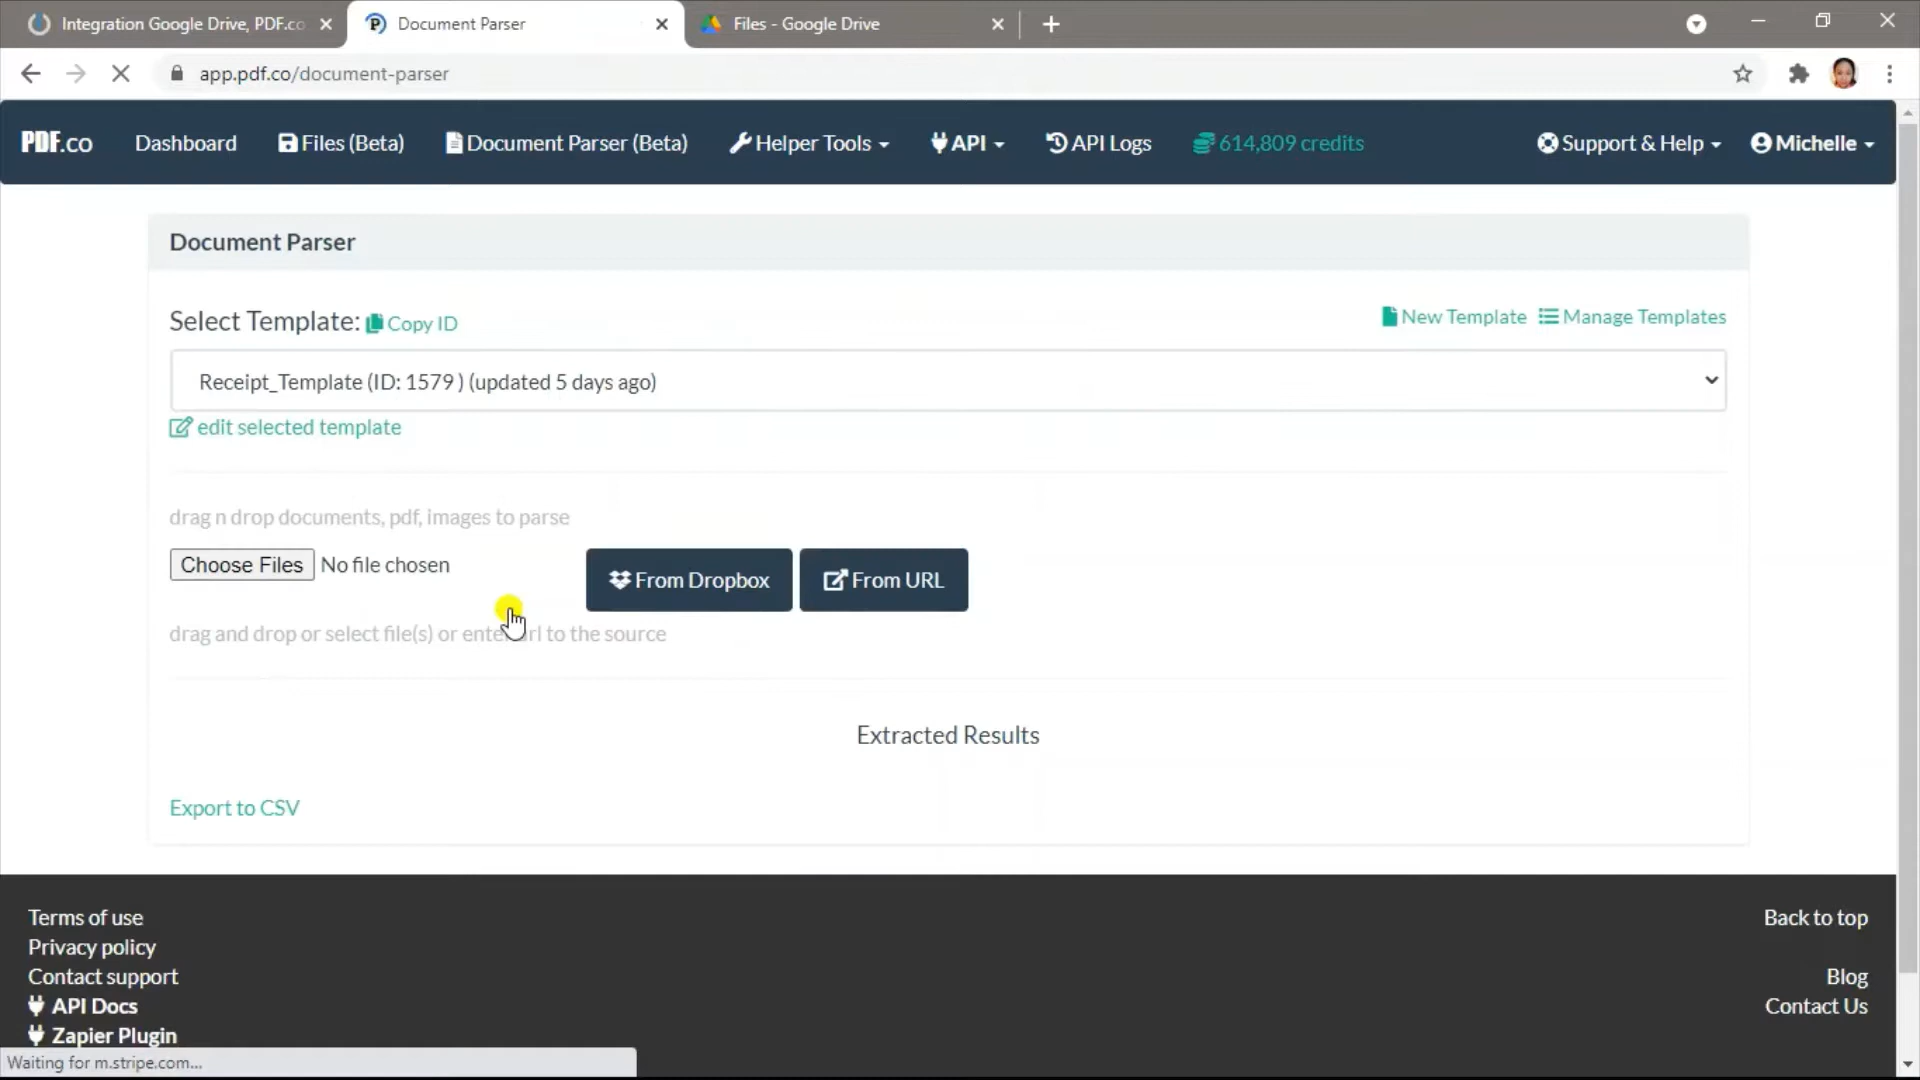 Integration Google Drive, PDF.co
Document Parser
Files - Google Drive
app.pdf.co/document-parser
PDF.co
Dashboard
Files (Beta)
Document Parser (Beta)
Helper Tools
API
API Logs
614,809 credits
Support & Help
Michelle
Document Parser
Select Template: Copy ID
New Template
Manage Templates
Receipt_Template (ID: 1579 ) (updated 5 days ago)
edit selected template
drag n drop documents, pdf, images to parse
Choose Files No file chosen
From Dropbox
From URL
drag and drop or select file(s) or enter url to the source
Extracted Results
Export to CSV
Terms of use
Privacy policy
Contact support
API Docs
Zapier Plugin
Back to top
Blog
Contact Us
Waiting for m.stripe.com...